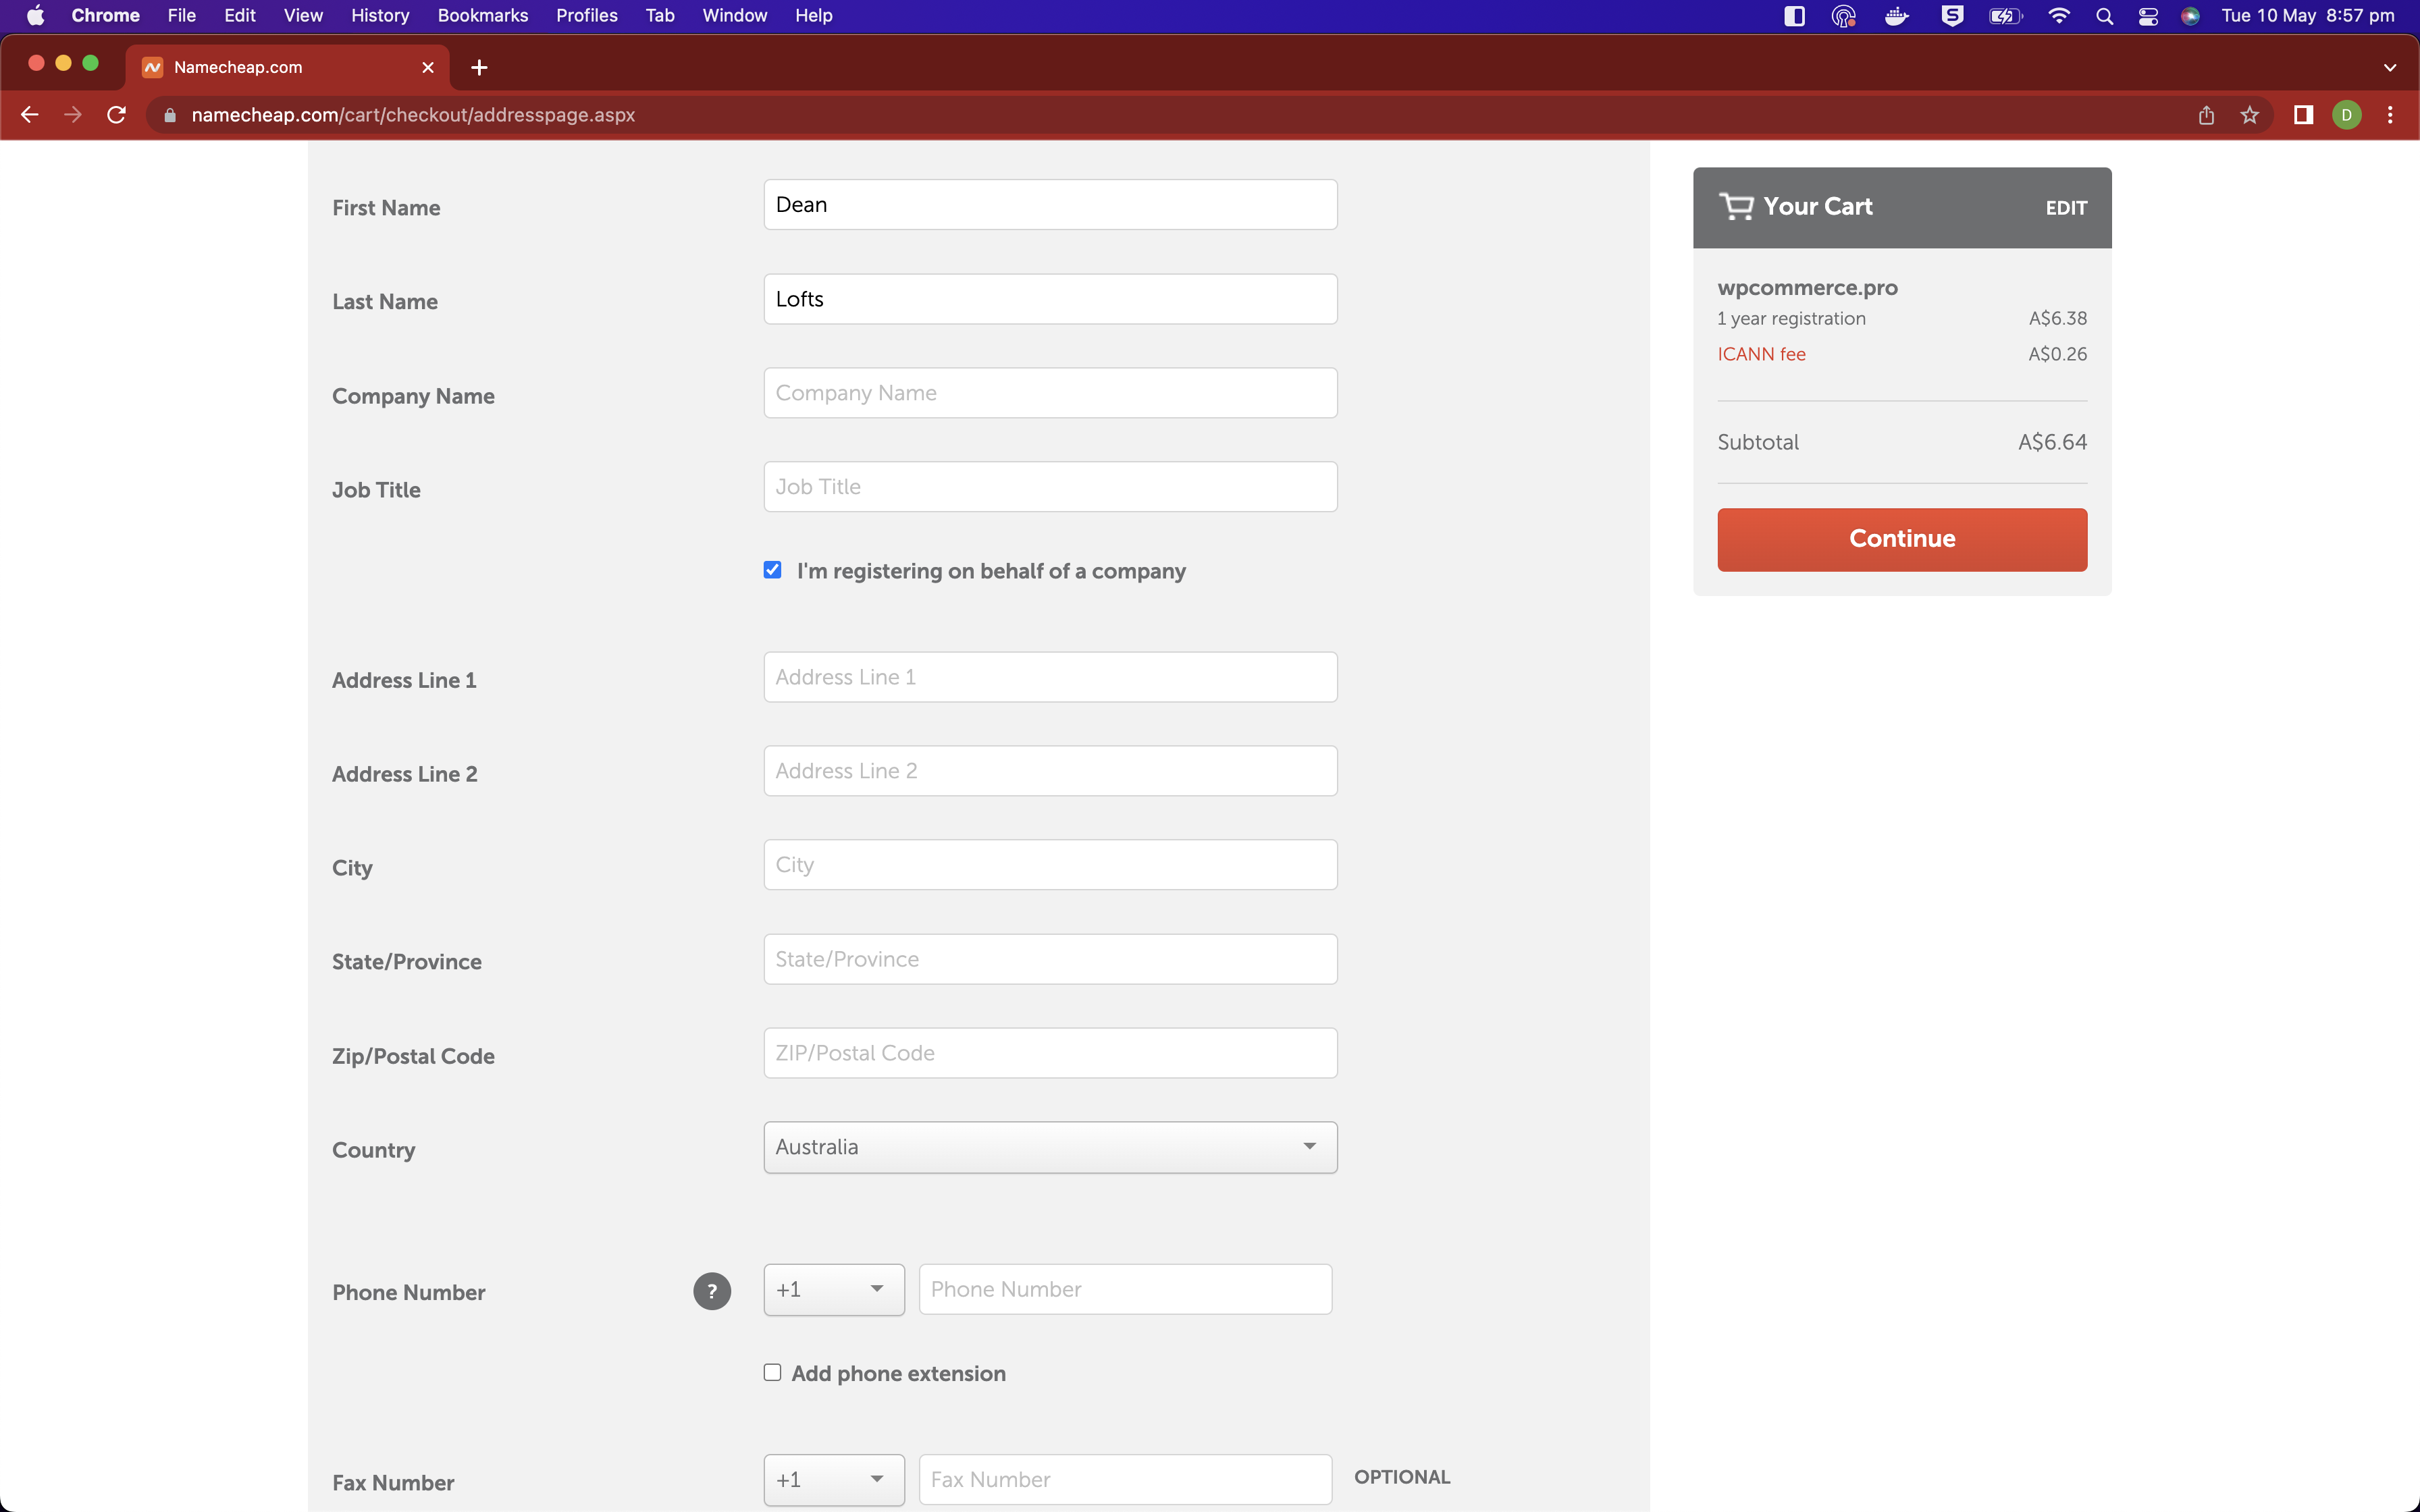 Chrome File Edit View History Bookmarks Profiles Tab Window Help Tue 10 May 8:57 pm
Namecheap.com
namecheap.com/cart/checkout/addresspage.aspx D
First Name Dean
Last Name Lofts
Company Name Company Name
Job Title Job Title
I'm registering on behalf of a company
Address Line 1 Address Line 1
Address Line 2 Address Line 2
City City
State/Province State/Province
Zip/Postal Code ZIP/Postal Code
Country Australia
Phone Number ? +1 Phone Number
Add phone extension
Fax Number +1 Fax Number OPTIONAL
Your Cart EDIT
wpcommerce.pro
1 year registration A$6.38
ICANN fee A$0.26
Subtotal A$6.64
Continue